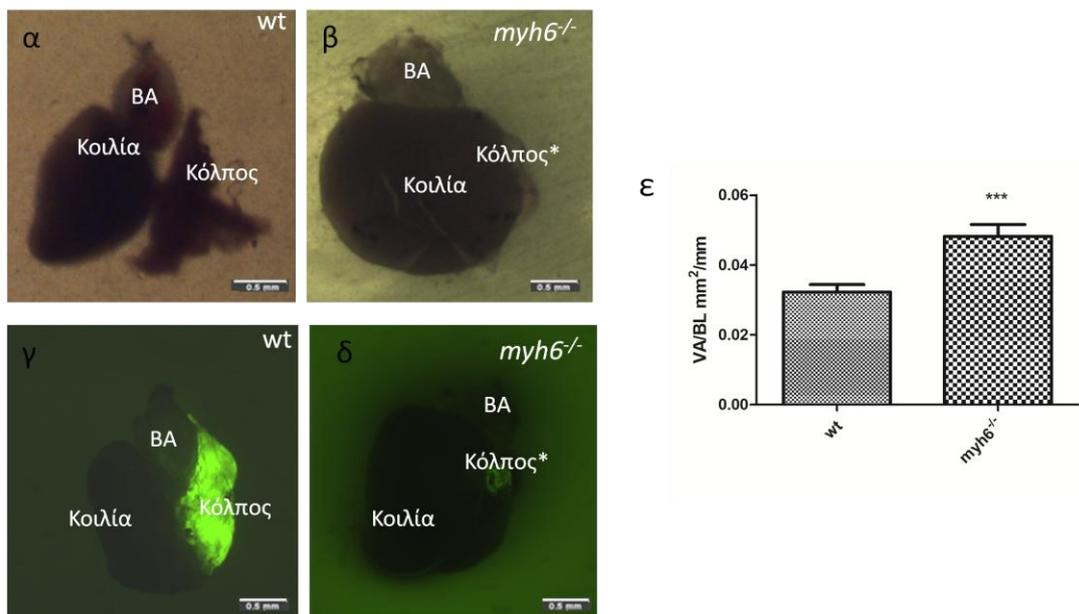 α
wt
BA
Κοιλία
Κόλπος
0.5 mm
β
myh6-/-
BA
Κόλπος*
Κοιλία
0.5 mm
γ
wt
BA
Κοιλία
Κόλπος
0.5 mm
δ
myh6-/-
BA
Κόλπος*
Κοιλία
0.5 mm
ε
***
0.06
0.04
0.02
0.00
VA/BL mm²/mm
wt
myh6-/-